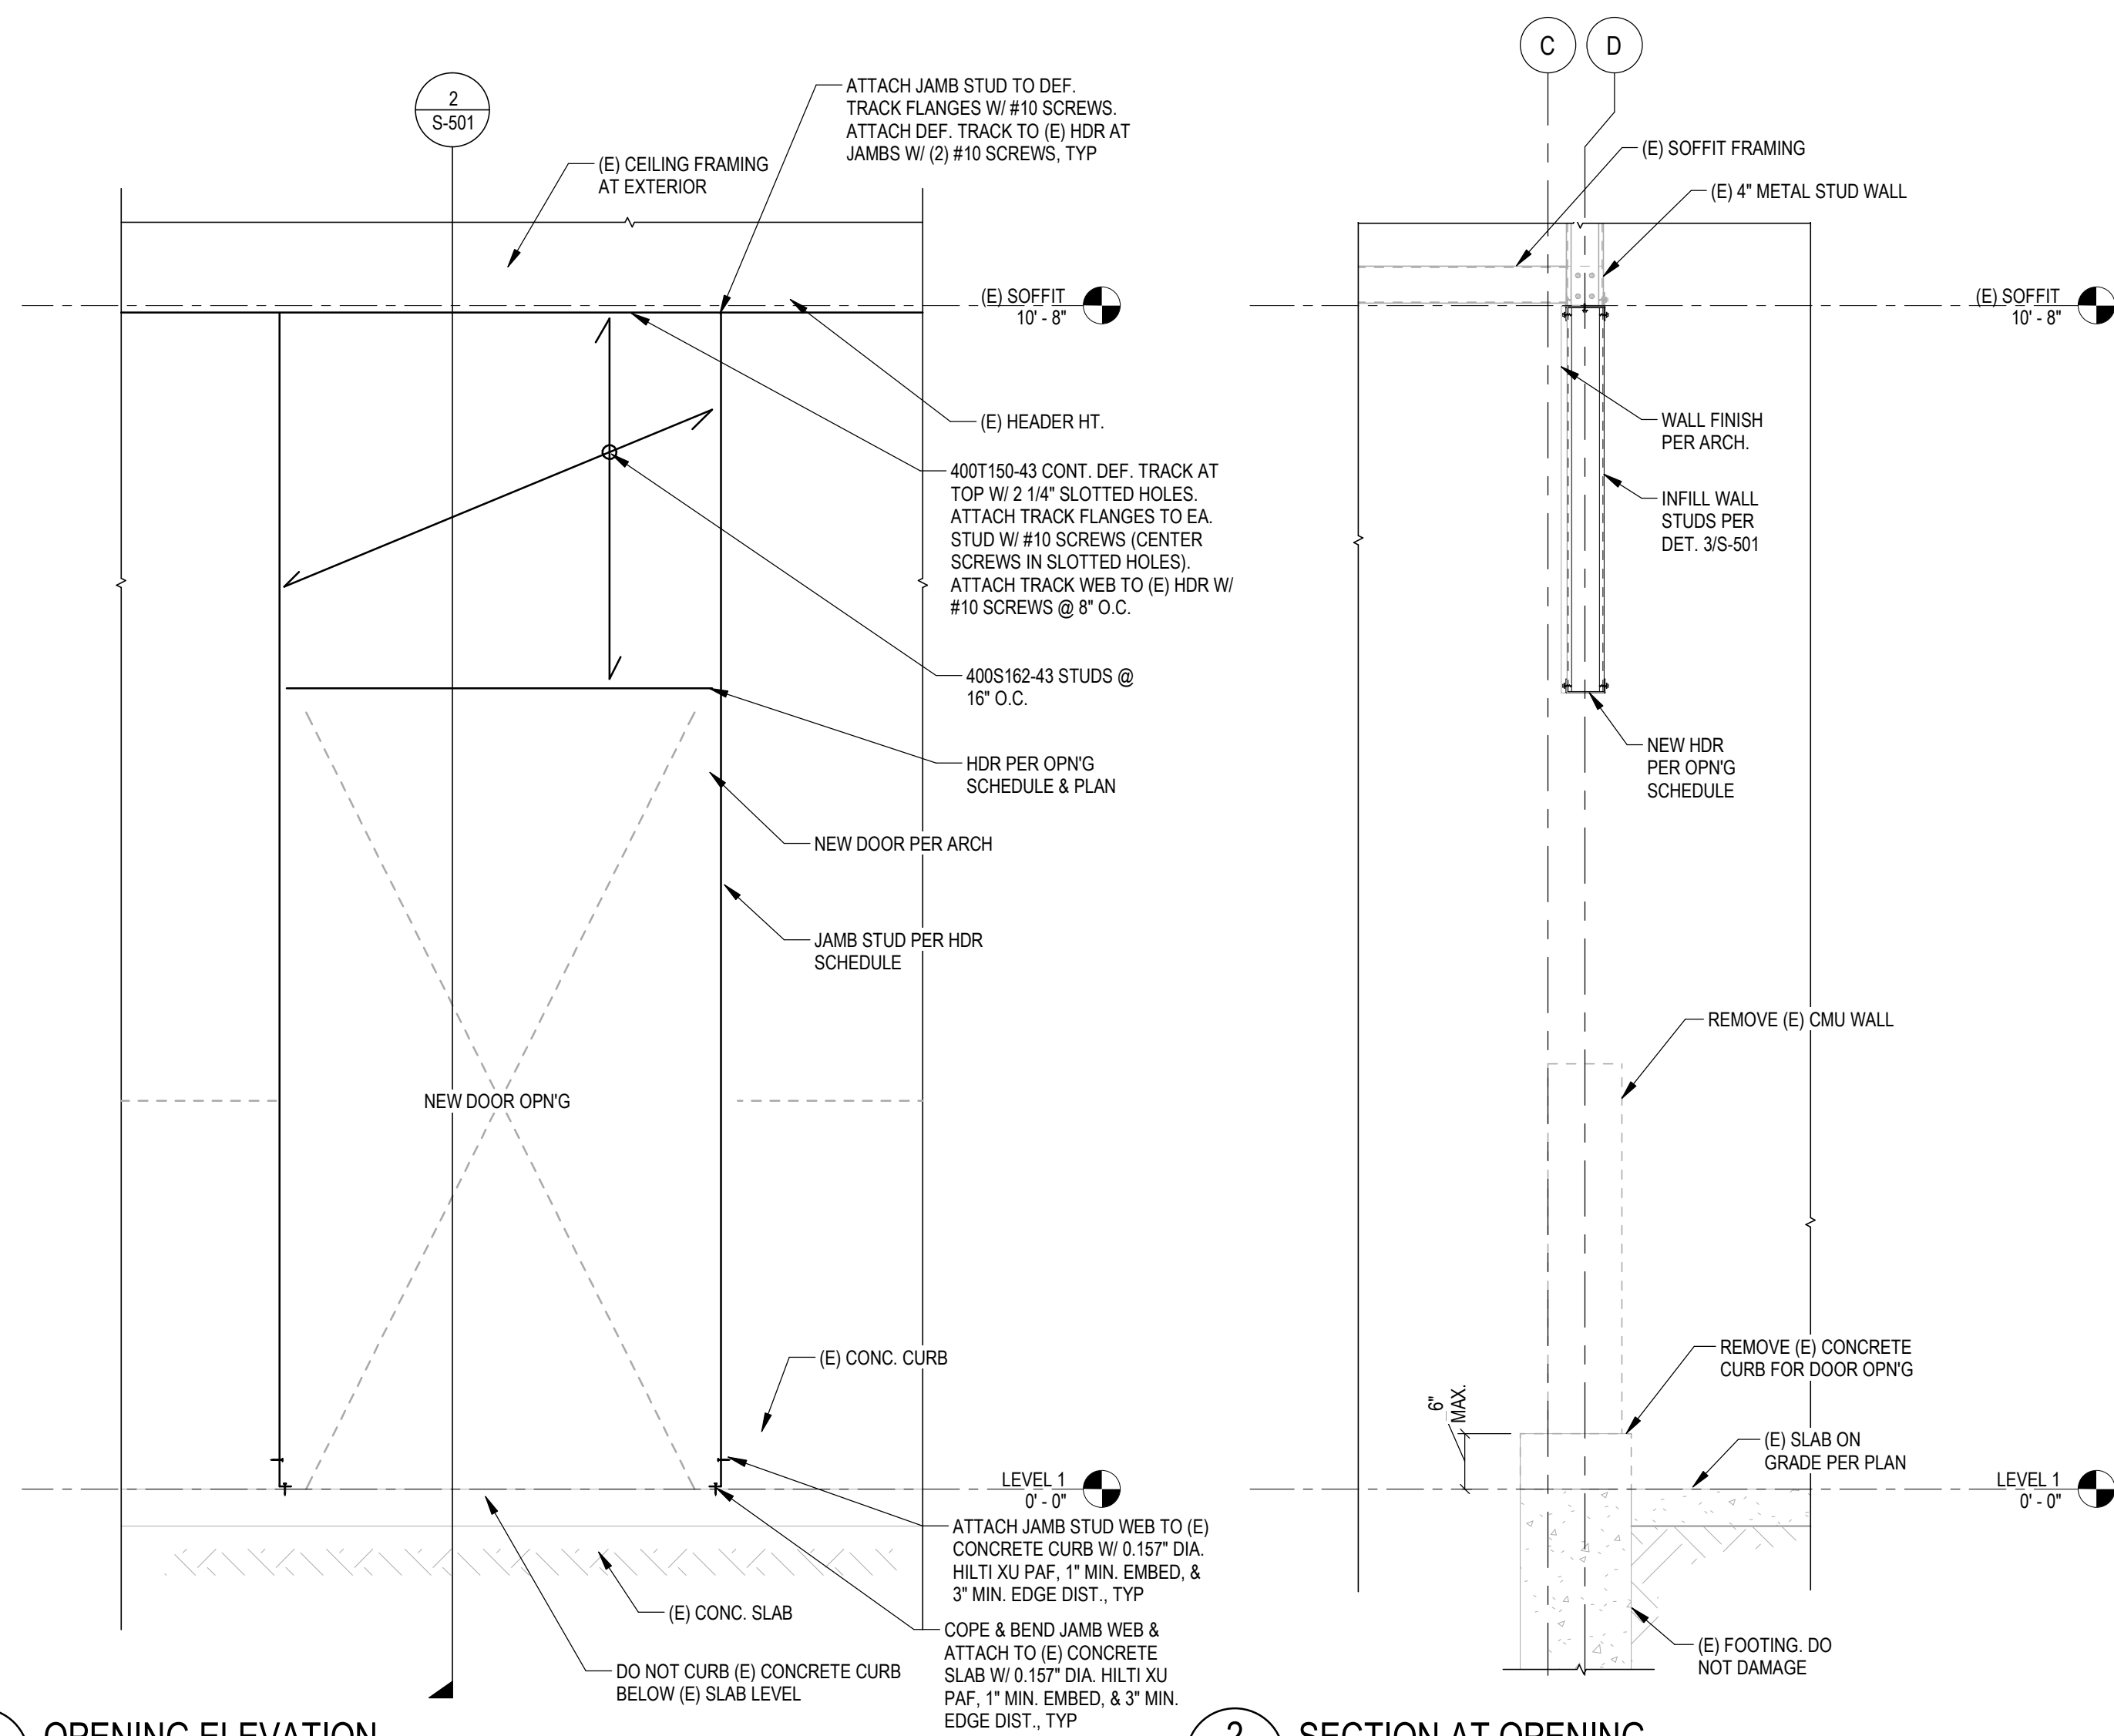 2
S-501
ATTACH JAMB STUD TO DEF.
TRACK FLANGES W/ #10 SCREWS.
ATTACH DEF. TRACK TO (E) HDR AT
JAMBS W/ (2) #10 SCREWS, TYP
(E) CEILING FRAMING
AT EXTERIOR
(E) SOFFIT
10' - 8"
(E) HEADER HT.
400T150-43 CONT. DEF. TRACK AT
TOP W/ 2 1/4" SLOTTED HOLES.
ATTACH TRACK FLANGES TO EA.
STUD W/ #10 SCREWS (CENTER
SCREWS IN SLOTTED HOLES).
ATTACH TRACK WEB TO (E) HDR W/
#10 SCREWS @ 8" O.C.
400S162-43 STUDS @
16" O.C.
HDR PER OPN'G
SCHEDULE & PLAN
NEW DOOR PER ARCH
JAMB STUD PER HDR
SCHEDULE
NEW DOOR OPN'G
(E) CONC. CURB
LEVEL 1
0' - 0"
ATTACH JAMB STUD WEB TO (E)
CONCRETE CURB W/ 0.157" DIA.
HILTI XU PAF, 1" MIN. EMBED, &
3" MIN. EDGE DIST., TYP
(E) CONC. SLAB
COPE & BEND JAMB WEB &
ATTACH TO (E) CONCRETE
SLAB W/ 0.157" DIA. HILTI XU
PAF, 1" MIN. EMBED, & 3" MIN.
EDGE DIST., TYP
DO NOT CURB (E) CONCRETE CURB
BELOW (E) SLAB LEVEL
OPENING ELEVATION
C
D
(E) SOFFIT FRAMING
(E) 4" METAL STUD WALL
(E) SOFFIT
10' - 8"
WALL FINISH
PER ARCH.
INFILL WALL
STUDS PER
DET. 3/S-501
NEW HDR
PER OPN'G
SCHEDULE
REMOVE (E) CMU WALL
REMOVE (E) CONCRETE
CURB FOR DOOR OPN'G
6"
MAX.
(E) SLAB ON
GRADE PER PLAN
LEVEL 1
0' - 0"
(E) FOOTING. DO
NOT DAMAGE
2
SECTION AT OPENING